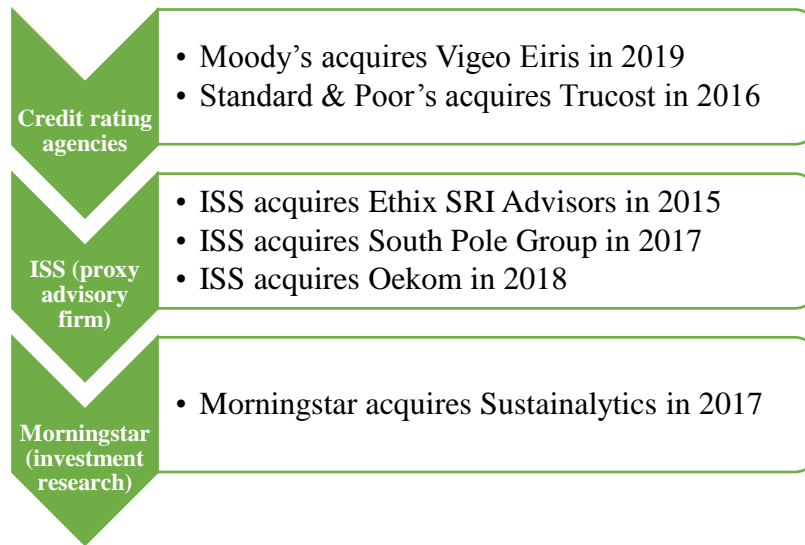 Credit rating
agencies
• Moody’s acquires Vigeo Eiris in 2019
• Standard & Poor’s acquires Trucost in 2016
ISS (proxy
advisory
firm)
• ISS acquires Ethix SRI Advisors in 2015
• ISS acquires South Pole Group in 2017
• ISS acquires Oekom in 2018
Morningstar
(investment
research)
• Morningstar acquires Sustainalytics in 2017